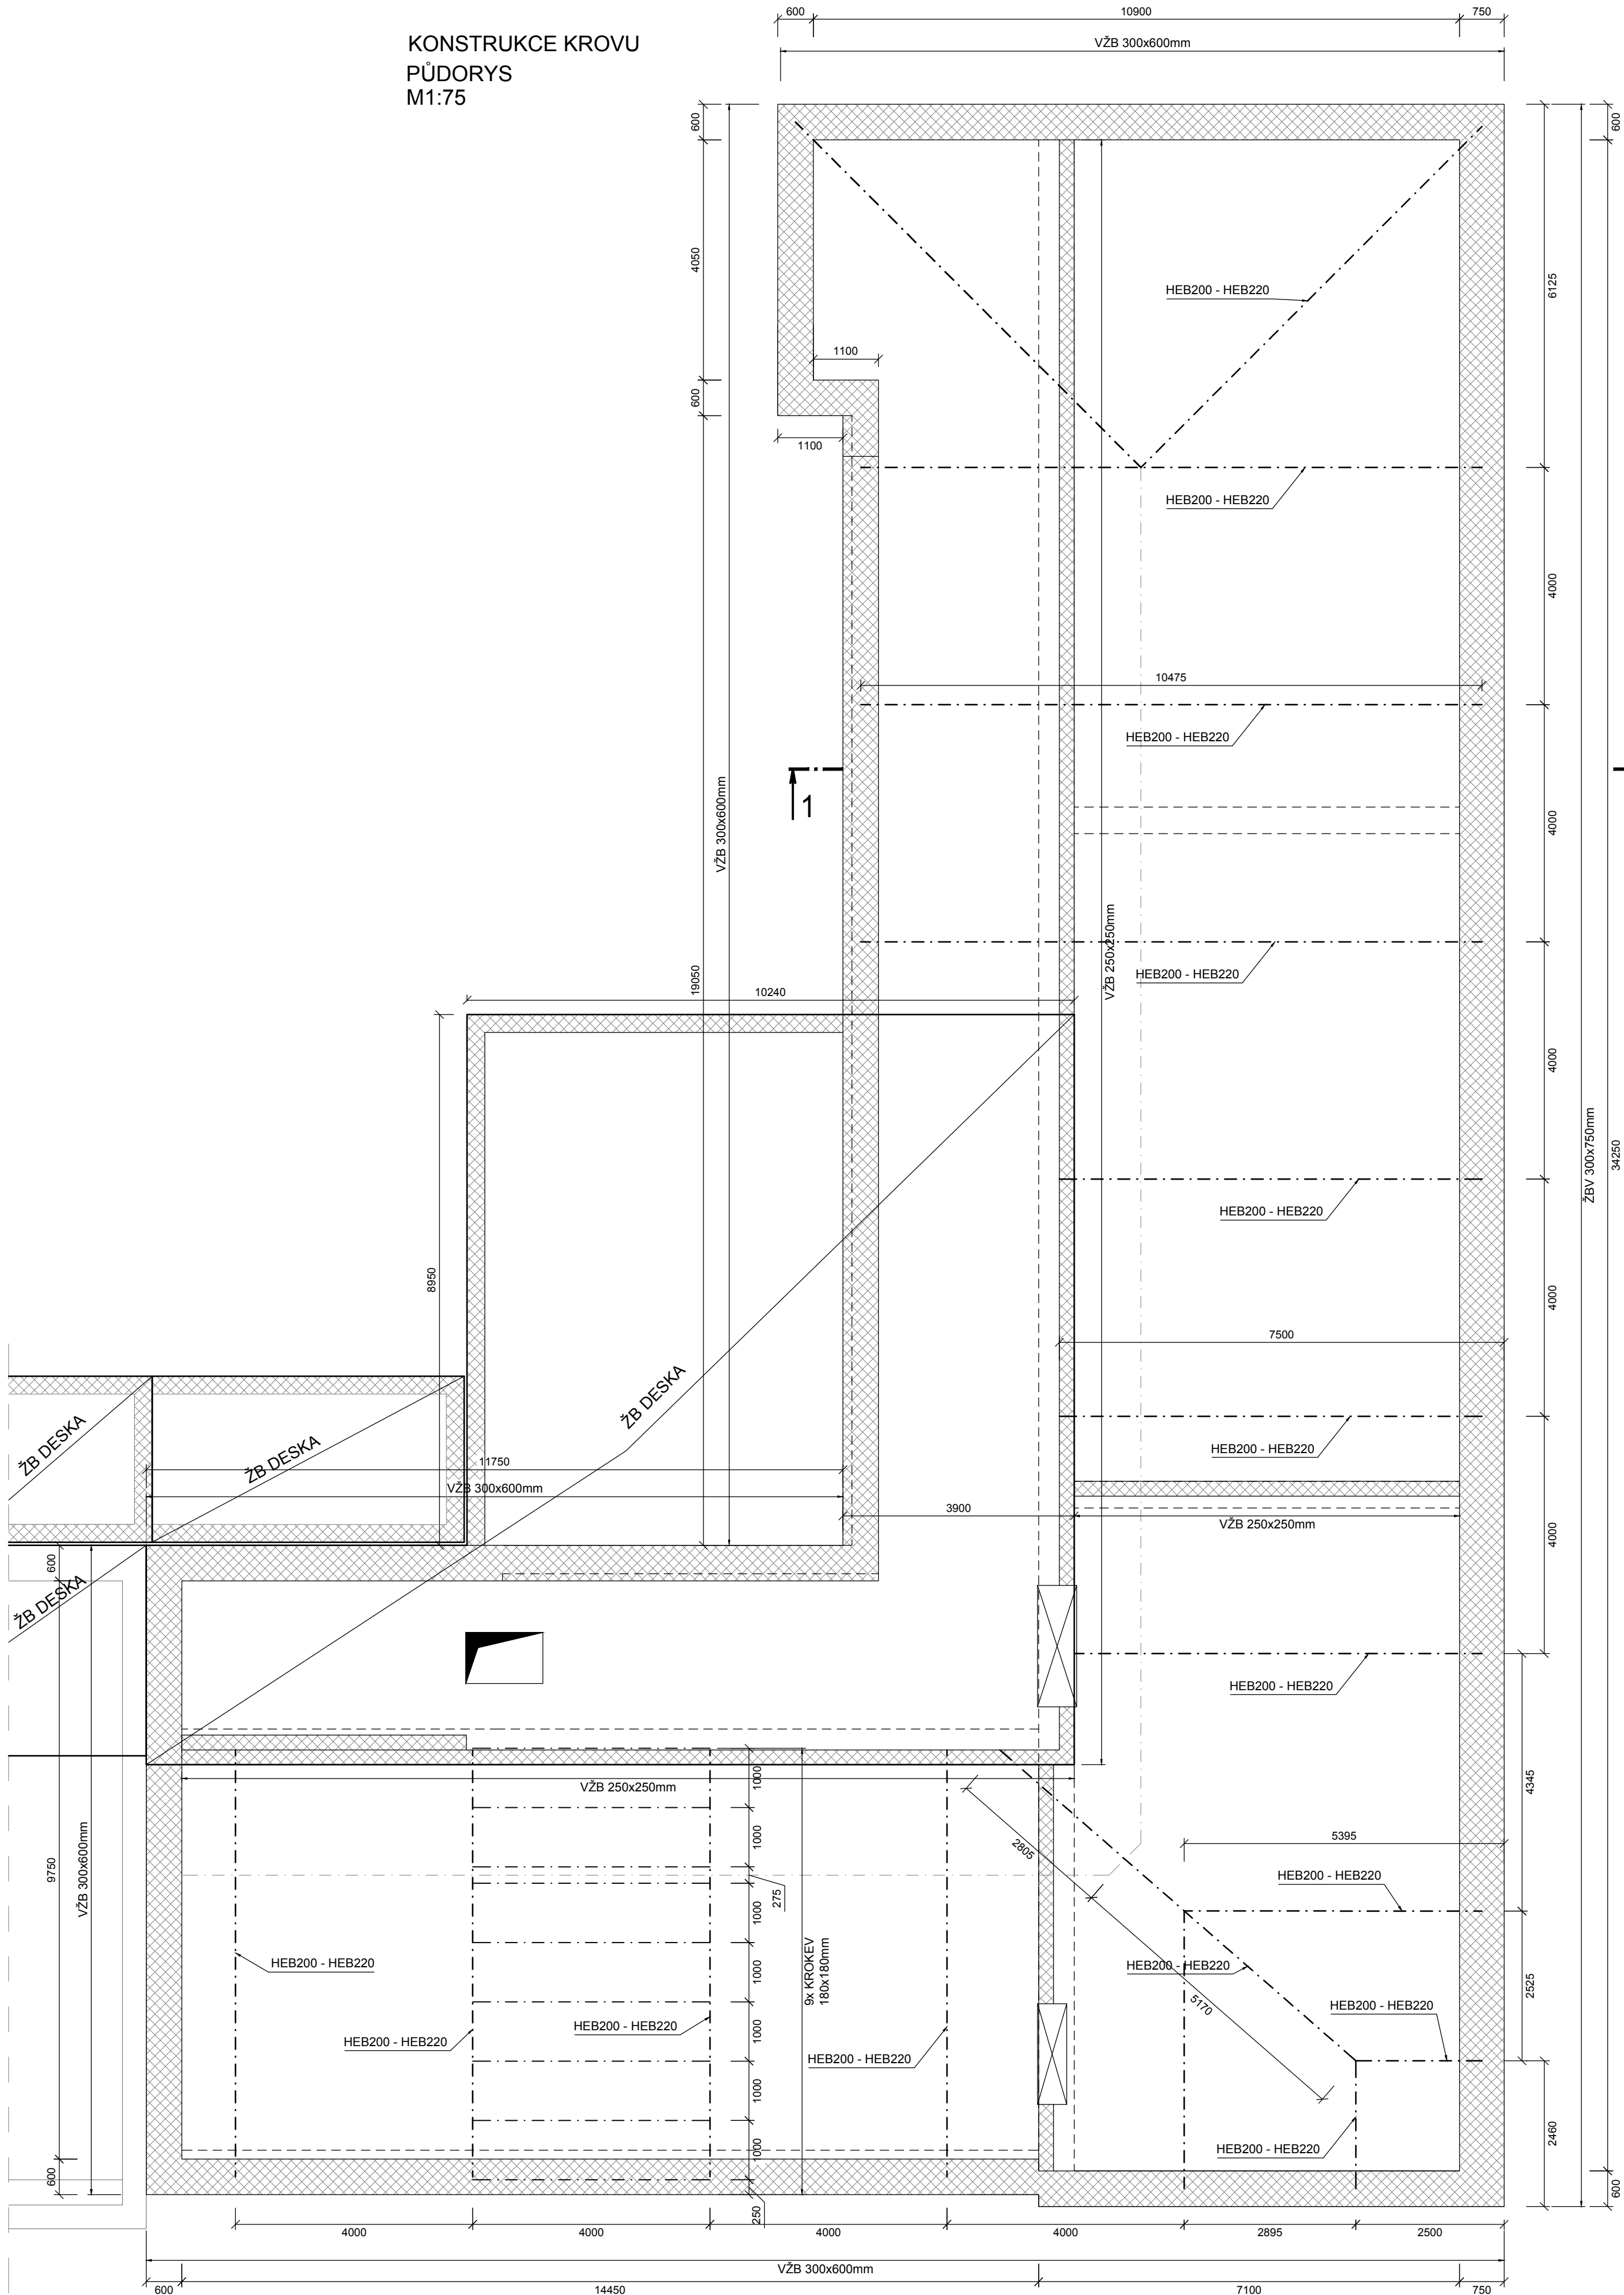 KONSTRUKCE KROVU
PŮDORYS
M1:75
600
10900
750
VŽB 300x600mm
600
4050
600
19050
VŽB 300x600mm
1100
1100
HEB200 - HEB220
HEB200 - HEB220
10475
HEB200 - HEB220
1
HEB200 - HEB220
VŽB 250x250mm
10240
8950
HEB200 - HEB220
7500
HEB200 - HEB220
ŽB DESKA
ŽB DESKA
ŽB DESKA
ŽB DESKA
11750
VŽB 300x600mm
3900
VŽB 250x250mm
HEB200 - HEB220
600
6125
4000
4000
4000
4000
4000
ŽBV 300x750mm
34250
600
9750
VŽB 300x600mm
600
VŽB 250x250mm
1000
1000
1000
1000
1000
1000
1000
275
250
9x KROKEV
180x180mm
2805
5170
5395
HEB200 - HEB220
HEB200 - HEB220
HEB200 - HEB220
HEB200 - HEB220
HEB200 - HEB220
HEB200 - HEB220
HEB200 - HEB220
HEB200 - HEB220
4345
2525
2460
600
4000
4000
4000
4000
2895
2500
VŽB 300x600mm
600
14450
7100
750